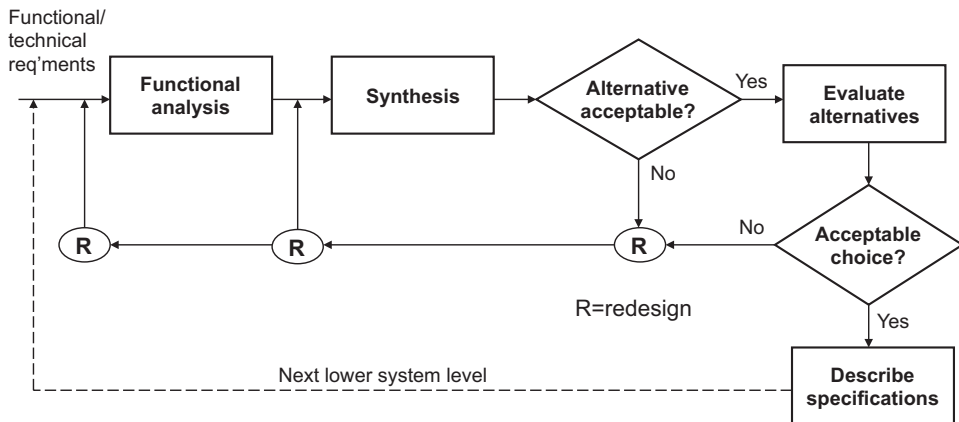 Functional/
technical
req’ments
Functional
analysis
Synthesis
Alternative
acceptable?
Yes
Evaluate
alternatives
No
R
R
R
No
Acceptable
choice?
R=redesign
Yes
Next lower system level
Describe
specifications